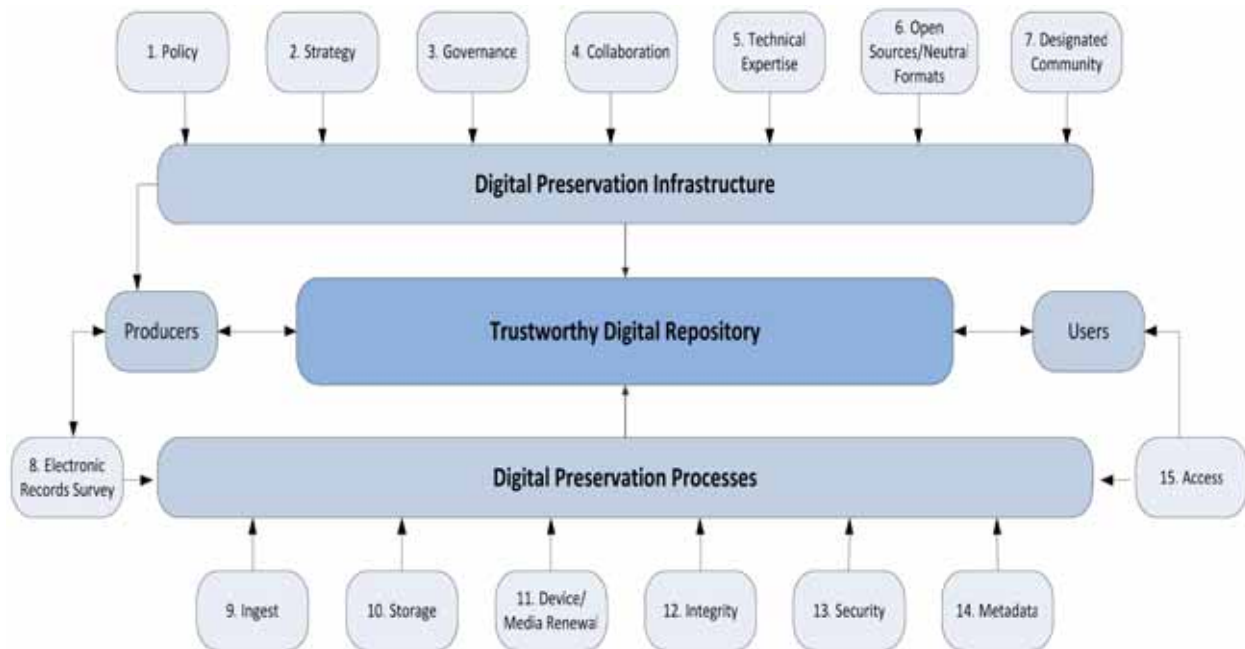 1. Policy
2. Strategy
3. Governance
4. Collaboration
5. Technical
Expertise
6. Open
Sources/Neutral
Formats
7. Designated
Community
Digital Preservation Infrastructure
Producers
Trustworthy Digital Repository
Users
8. Electronic
Records Survey
Digital Preservation Processes
15. Access
9. Ingest
10. Storage
11. Device/
Media Renewal
12. Integrity
13. Security
14. Metadata